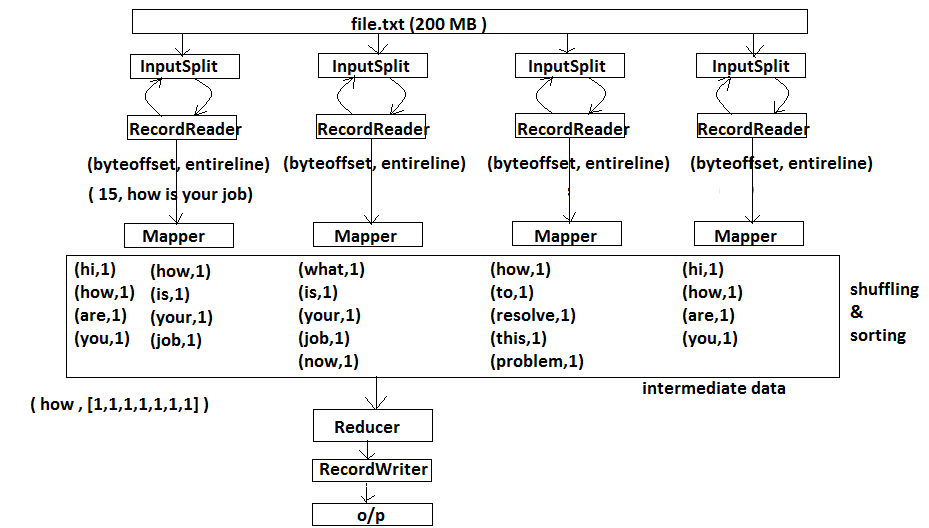 file.txt (200 MB )
InputSplit InputSplit InputSplit InputSplit
RecordReader RecordReader RecordReader RecordReader
(byteoffset, entireline) (byteoffset, entireline) (byteoffset, entireline) (byteoffset, entireline)
( 15, how is your job)
Mapper Mapper Mapper Mapper
(hi,1) (how,1) (what,1) (how,1) (hi,1)
(how,1) (is,1) (is,1) (to,1) (how,1)
(are,1) (your,1) (your,1) (resolve,1) (are,1)
(you,1) (job,1) (job,1) (this,1) (you,1)
(now,1) (problem,1)
shuffling
&
sorting
intermediate data
( how , [1,1,1,1,1,1,1] )
Reducer
RecordWriter
o/p